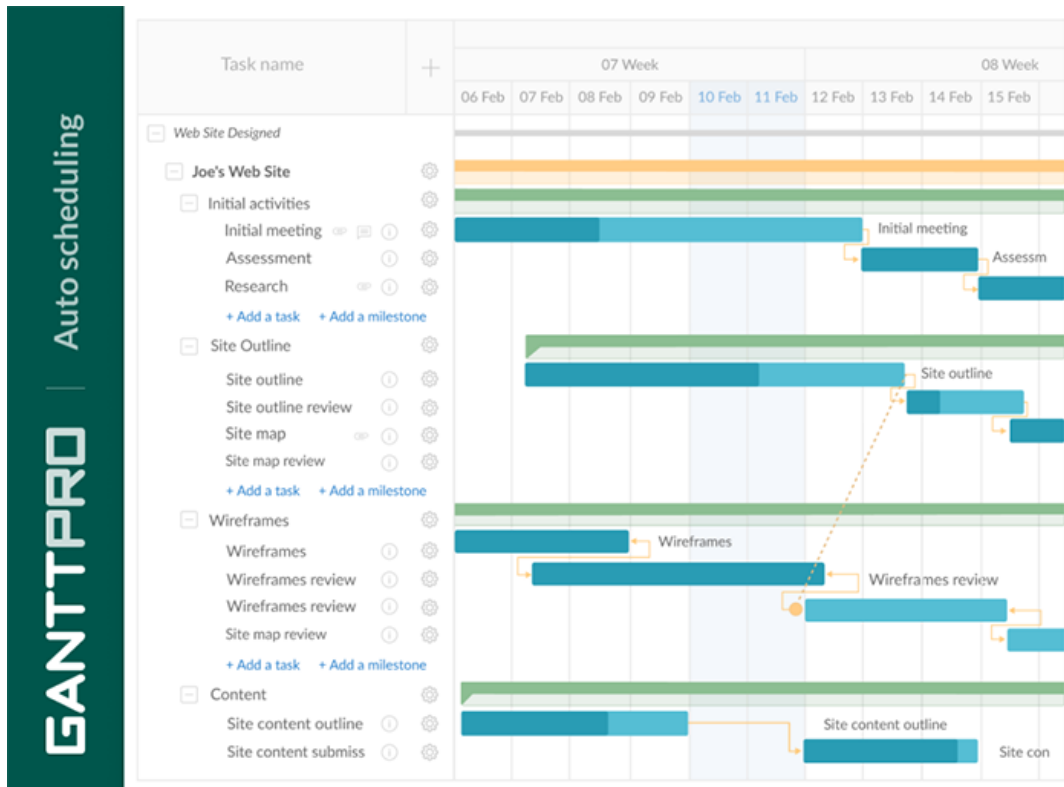 GANTTPRO | Auto scheduling
Task name +
07 Week 08 Week
06 Feb 07 Feb 08 Feb 09 Feb 10 Feb 11 Feb 12 Feb 13 Feb 14 Feb 15 Feb
Web Site Designed
Joe's Web Site
Initial activities
Initial meeting Initial meeting
Assessment Assessm
Research
+ Add a task + Add a milestone
Site Outline
Site outline Site outline
Site outline review
Site map
Site map review
+ Add a task + Add a milestone
Wireframes
Wireframes Wireframes
Wireframes review Wireframes review
Wireframes review
Site map review
+ Add a task + Add a milestone
Content
Site content outline Site content outline
Site content submiss Site con